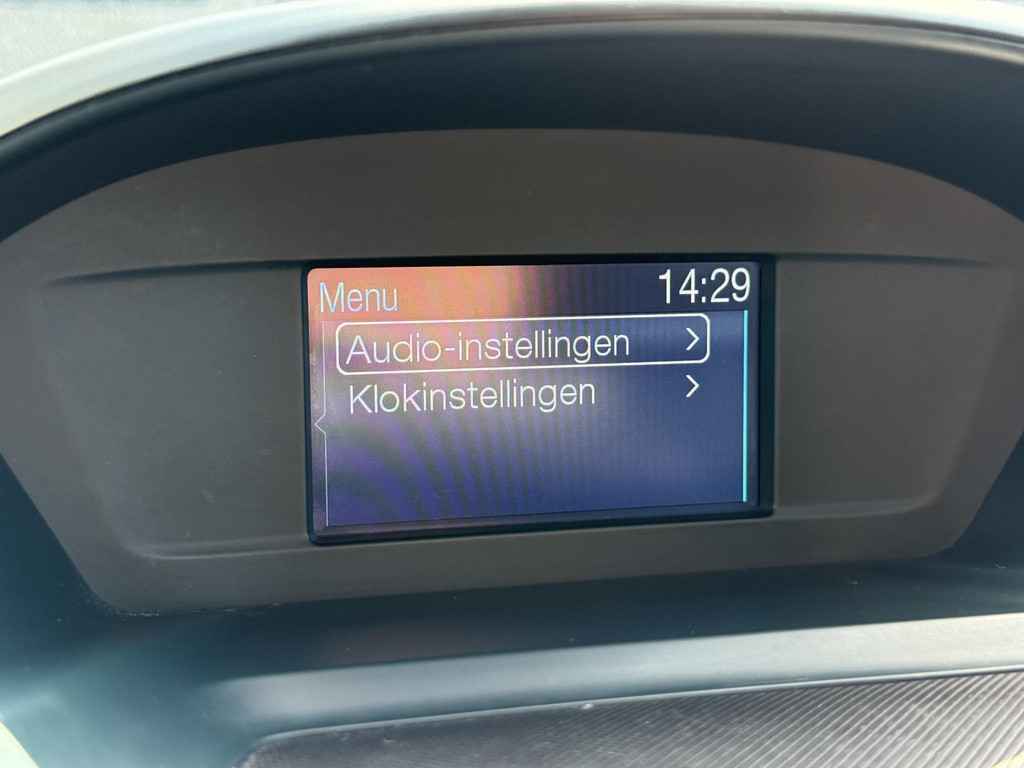 Menu 14:29
Audio-instellingen >
Klokinstellingen >